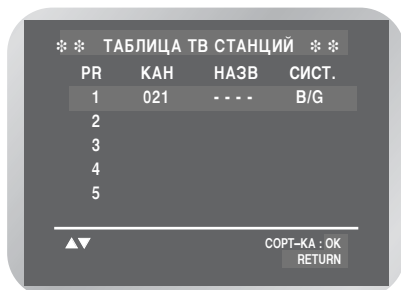 ❄ ❄ ТАБЛИЦА ТВ СТАНЦИЙ ❄ ❄
PR КАН НАЗВ СИСТ.
1 021 - - - - B/G
2
3
4
5
▲▼ СОРТ–КА : OK
RETURN